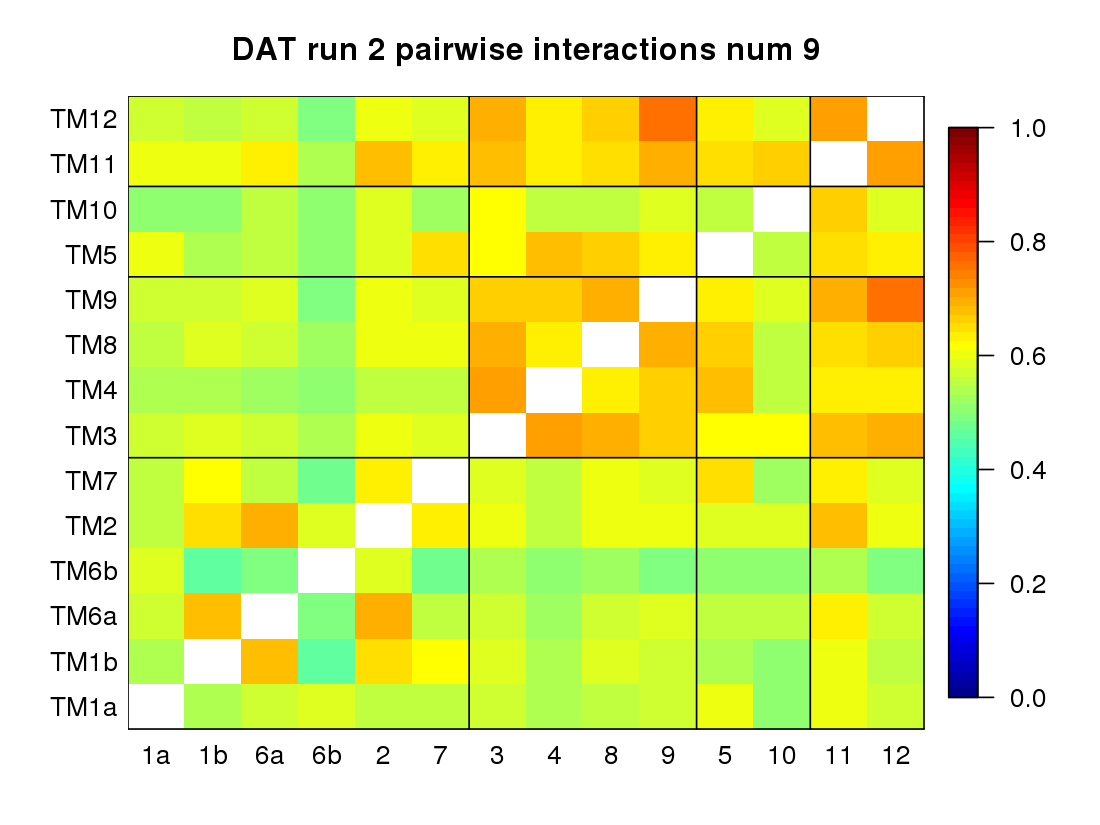 DAT run 2 pairwise interactions num 9
TM12
TM11
TM10
TM5
TM9
TM8
TM4
TM3
TM7
TM2
TM6b
TM6a
TM1b
TM1a
1a 1b 6a 6b 2 7 3 4 8 9 5 10 11 12
1.0
0.8
0.6
0.4
0.2
0.0